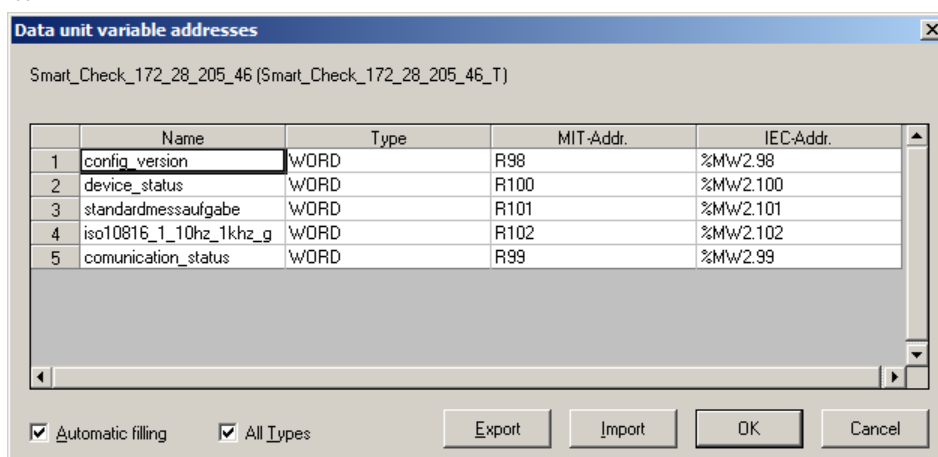 Data unit variable addresses
Smart_Check_172_28_205_46 (Smart_Check_172_28_205_46_T)
Name Type MIT-Addr. IEC-Addr.
1 config_version WORD R98 %MW2.98
2 device_status WORD R100 %MW2.100
3 standardmessaufgabe WORD R101 %MW2.101
4 iso10816_1_10hz_1khz_g WORD R102 %MW2.102
5 comunication_status WORD R99 %MW2.99
Automatic filling All Types Export Import OK Cancel